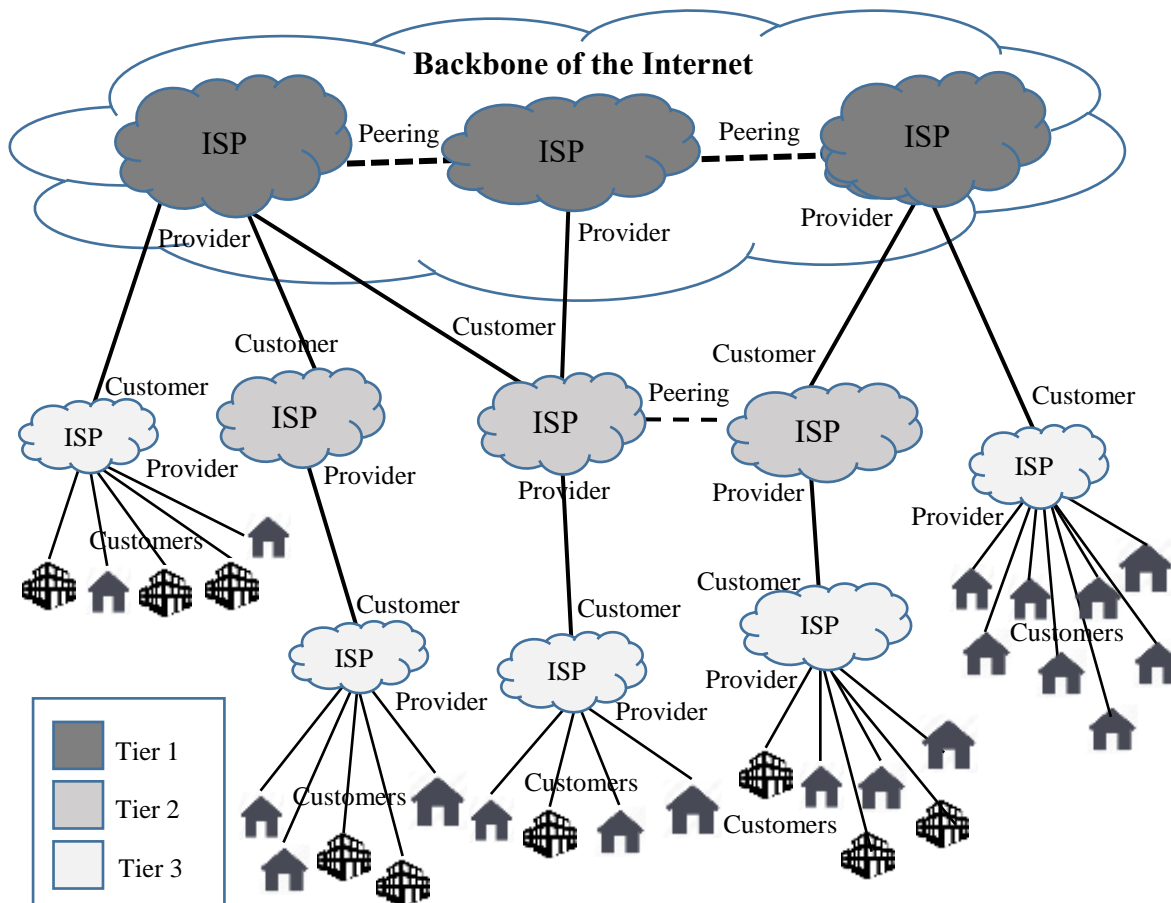 Backbone of the Internet
ISP
Peering
ISP
Peering
ISP
Provider
Provider
Provider
Customer
Customer
Customer
Customer
Customer
Peering
ISP
ISP
ISP
ISP
ISP
Provider
Provider
Provider
Provider
Provider
Customers
Customer
Customer
Customer
Customers
ISP
ISP
ISP
Provider
Provider
Provider
Customers
Customers
Customers
Tier 1
Tier 2
Tier 3